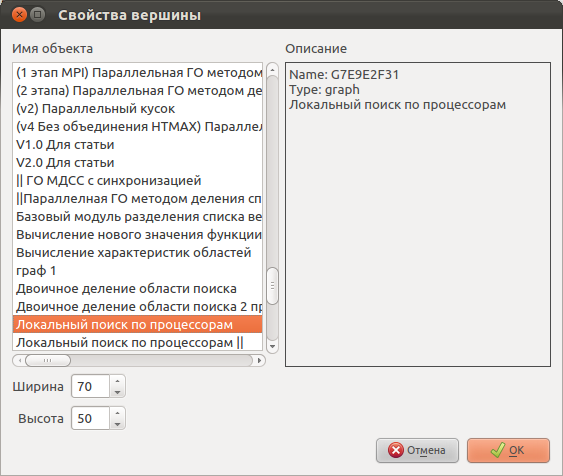 Свойства вершины
Имя объекта
Описание
(1 этап MPI) Параллельная ГО методом
(2 этапа) Параллельная ГО методом де
(v2) Параллельный кусок
(v4 Без объединения HTMAX) Параллел
V1.0 Для статьи
V2.0 Для статьи
|| ГО МДСС с синхронизацией
||Параллелная ГО методом деления сп
Базовый модуль разделения списка ве
Вычисление нового значения функции
Вычисление характеристик областей
граф 1
Двоичное деление области поиска
Двоичное деление области поиска 2 пр
Локальный поиск по процессорам
Локальный поиск по процессорам ||
Name: G7E9E2F31
Type: graph
Локальный поиск по процессорам
Ширина 70
Высота 50
Отмена
OK